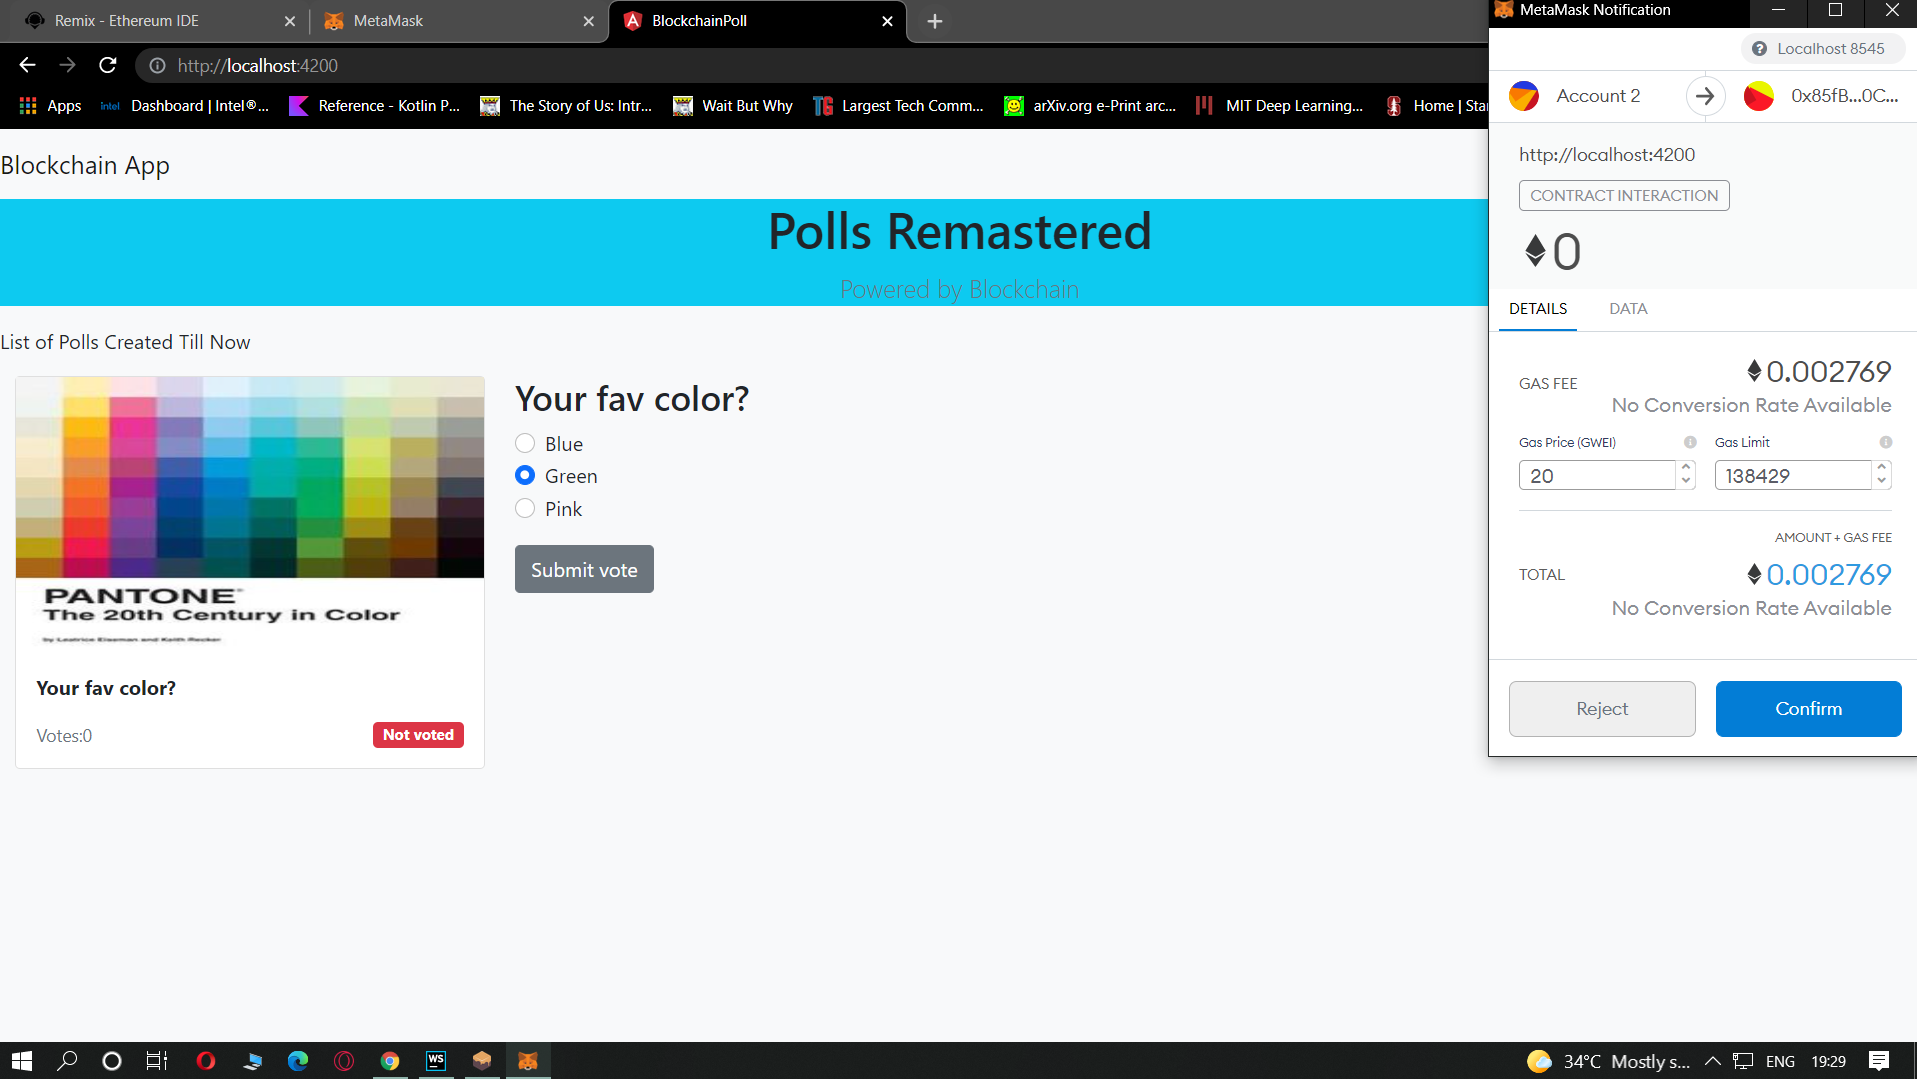 Remix - Ethereum IDE
MetaMask
BlockchainPoll
http://localhost:4200
Apps
intel
Dashboard | Intel®...
Reference - Kotlin P...
The Story of Us: Intr...
Wait But Why
TG
Largest Tech Comm...
arXiv.org e-Print arc...
MIT Deep Learning...
Home | Star
Blockchain App
Polls Remastered
Powered by Blockchain
List of Polls Created Till Now
PANTONE
The 20th Century in Color
by Leatrice Eiseman and Keith Recker
Your fav color?
Votes:0
Not voted
Your fav color?
Blue
Green
Pink
Submit vote
MetaMask Notification
Localhost 8545
Account 2
0x85fB...0C...
http://localhost:4200
CONTRACT INTERACTION
0
DETAILS
DATA
GAS FEE
0.002769
No Conversion Rate Available
Gas Price (GWEI)
Gas Limit
20
138429
AMOUNT + GAS FEE
TOTAL
0.002769
No Conversion Rate Available
Reject
Confirm
WS
34°C Mostly s...
ENG
19:29